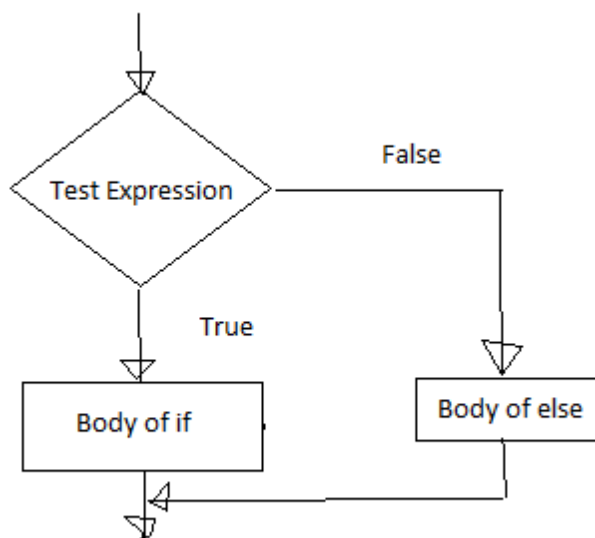 False
Test Expression
True
Body of if
Body of else